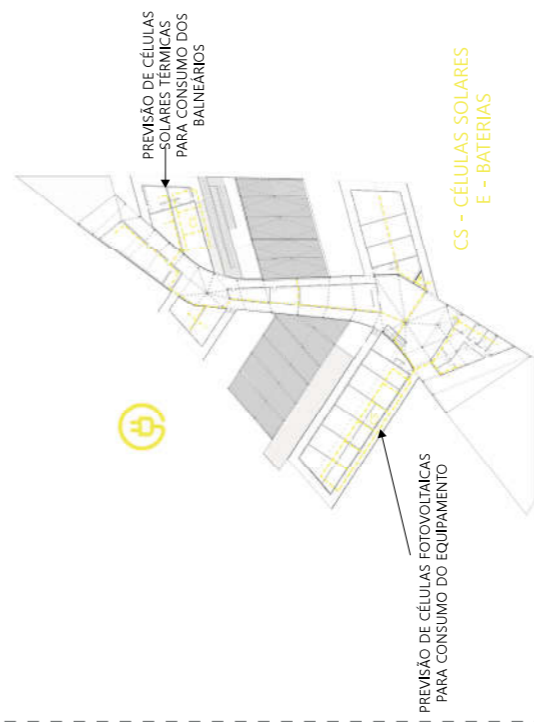 PREVISÃO DE CÉLULAS
SOLARES TÉRMICAS
PARA CONSUMO DOS
BALNEÁRIOS
CS - CÉLULAS SOLARES
E - BATERIAS
PREVISÃO DE CÉLULAS FOTOVOLTAICAS
PARA CONSUMO DO EQUIPAMENTO